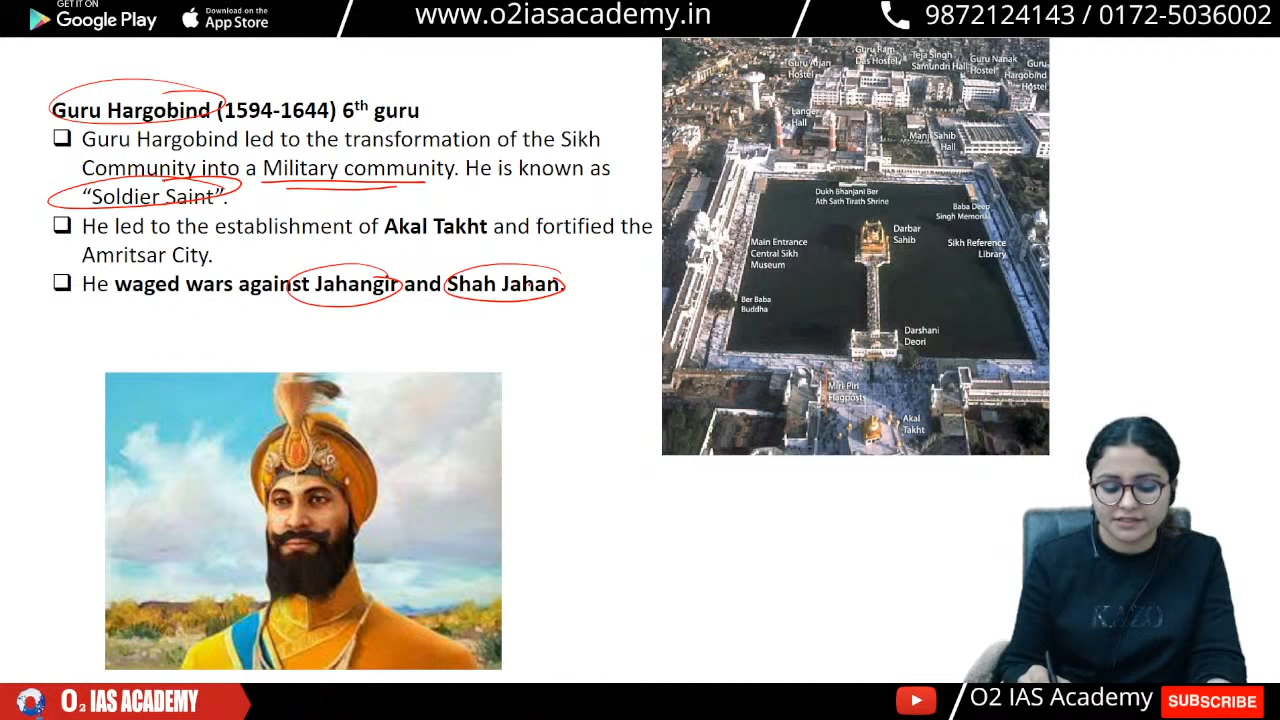 GET IT ON
Google Play
Download on the
App Store
www.o2iasacademy.in
9872124143 / 0172-5036002
Guru Hargobind (1594-1644) 6th guru
❑ Guru Hargobind led to the transformation of the Sikh
Community into a Military community. He is known as
“Soldier Saint”.
❑ He led to the establishment of Akal Takht and fortified the
Amritsar City.
❑ He waged wars against Jahangir and Shah Jahan.
Guru Arjan
Hostel
Guru Ram
Das Hostel
Teja Singh
Samundri Hall
Guru Nanak
Hostel
Guru
Hargobind
Hostel
Langer
Hall
Manji Sahib
Hall
Dukh Bhanjani Ber
Ath Sath Tirath Shrine
Baba Deep
Singh Memorial
Main Entrance
Central Sikh
Museum
Darbar
Sahib
Sikh Reference
Library
Ber Baba
Buddha
Darshani
Deori
Miri-Piri
Flagposts
Akal
Takht
KAZO
O2 IAS ACADEMY
O2 IAS Academy
SUBSCRIBE